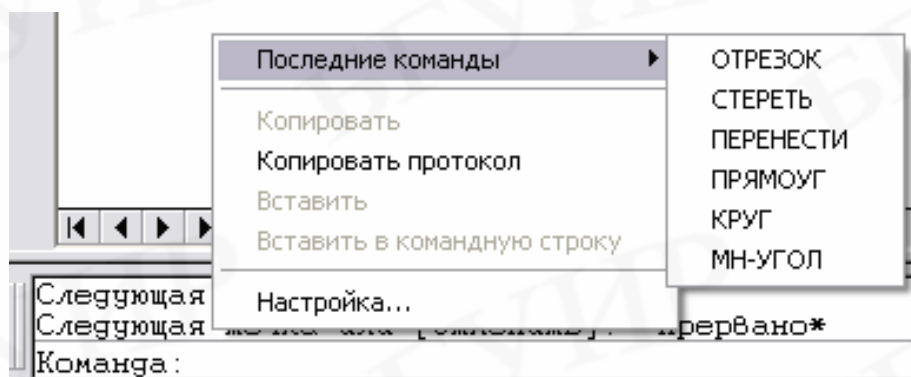 Последние команды
Копировать
Копировать протокол
Вставить
Вставить в командную строку
Настройка...
ОТРЕЗОК
СТЕРЕТЬ
ПЕРЕНЕСТИ
ПРЯМОУГ
КРУГ
МН-УГОЛ
Следующая
Следующая *Прервано*
Команда: